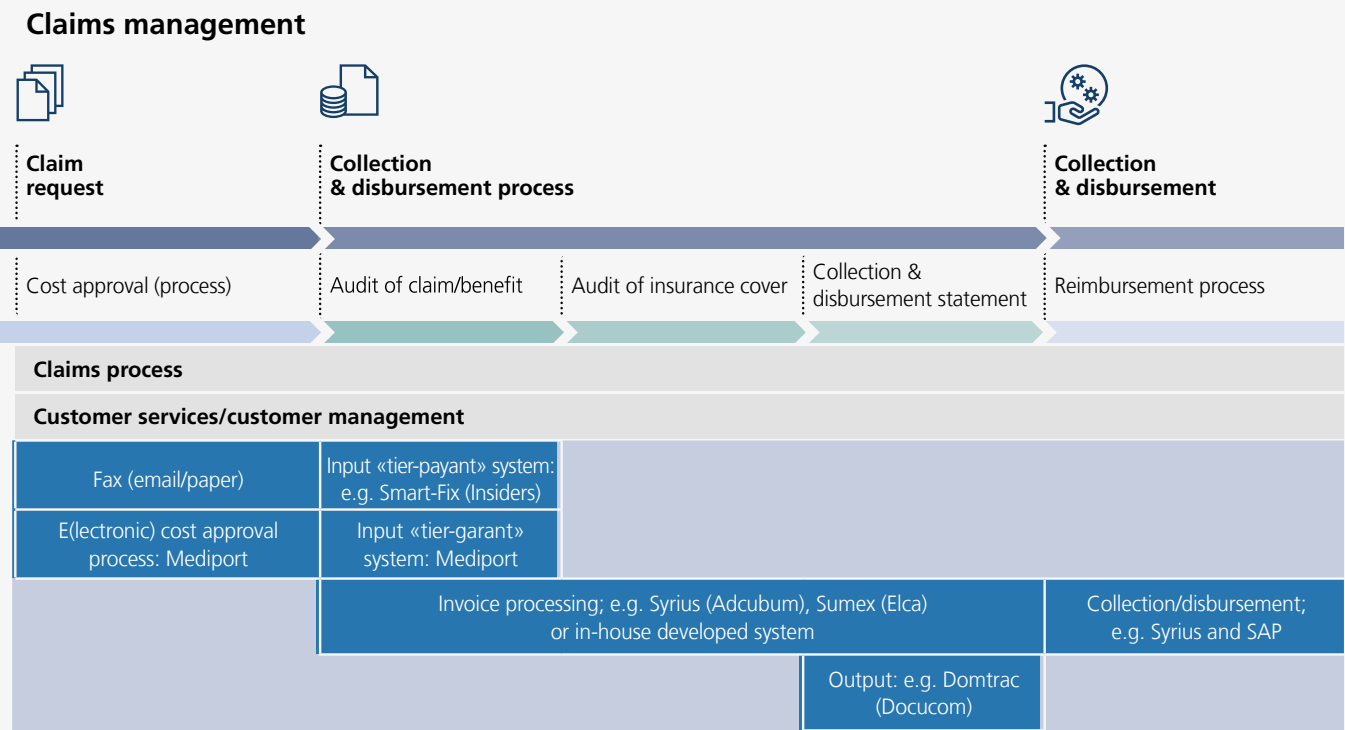 Claims management
Claim
request
Collection
& disbursement process
Collection
& disbursement
Cost approval (process)
Audit of claim/benefit
Audit of insurance cover
Collection &
disbursement statement
Reimbursement process
Claims process
Customer services/customer management
Fax (email/paper)
Input «tier-payant» system:
e.g. Smart-Fix (Insiders)
E(lectronic) cost approval
process: Mediport
Input «tier-garant»
system: Mediport
Invoice processing; e.g. Syrius (Adcubum), Sumex (Elca)
or in-house developed system
Collection/disbursement;
e.g. Syrius and SAP
Output: e.g. Domtrac
(Docucom)